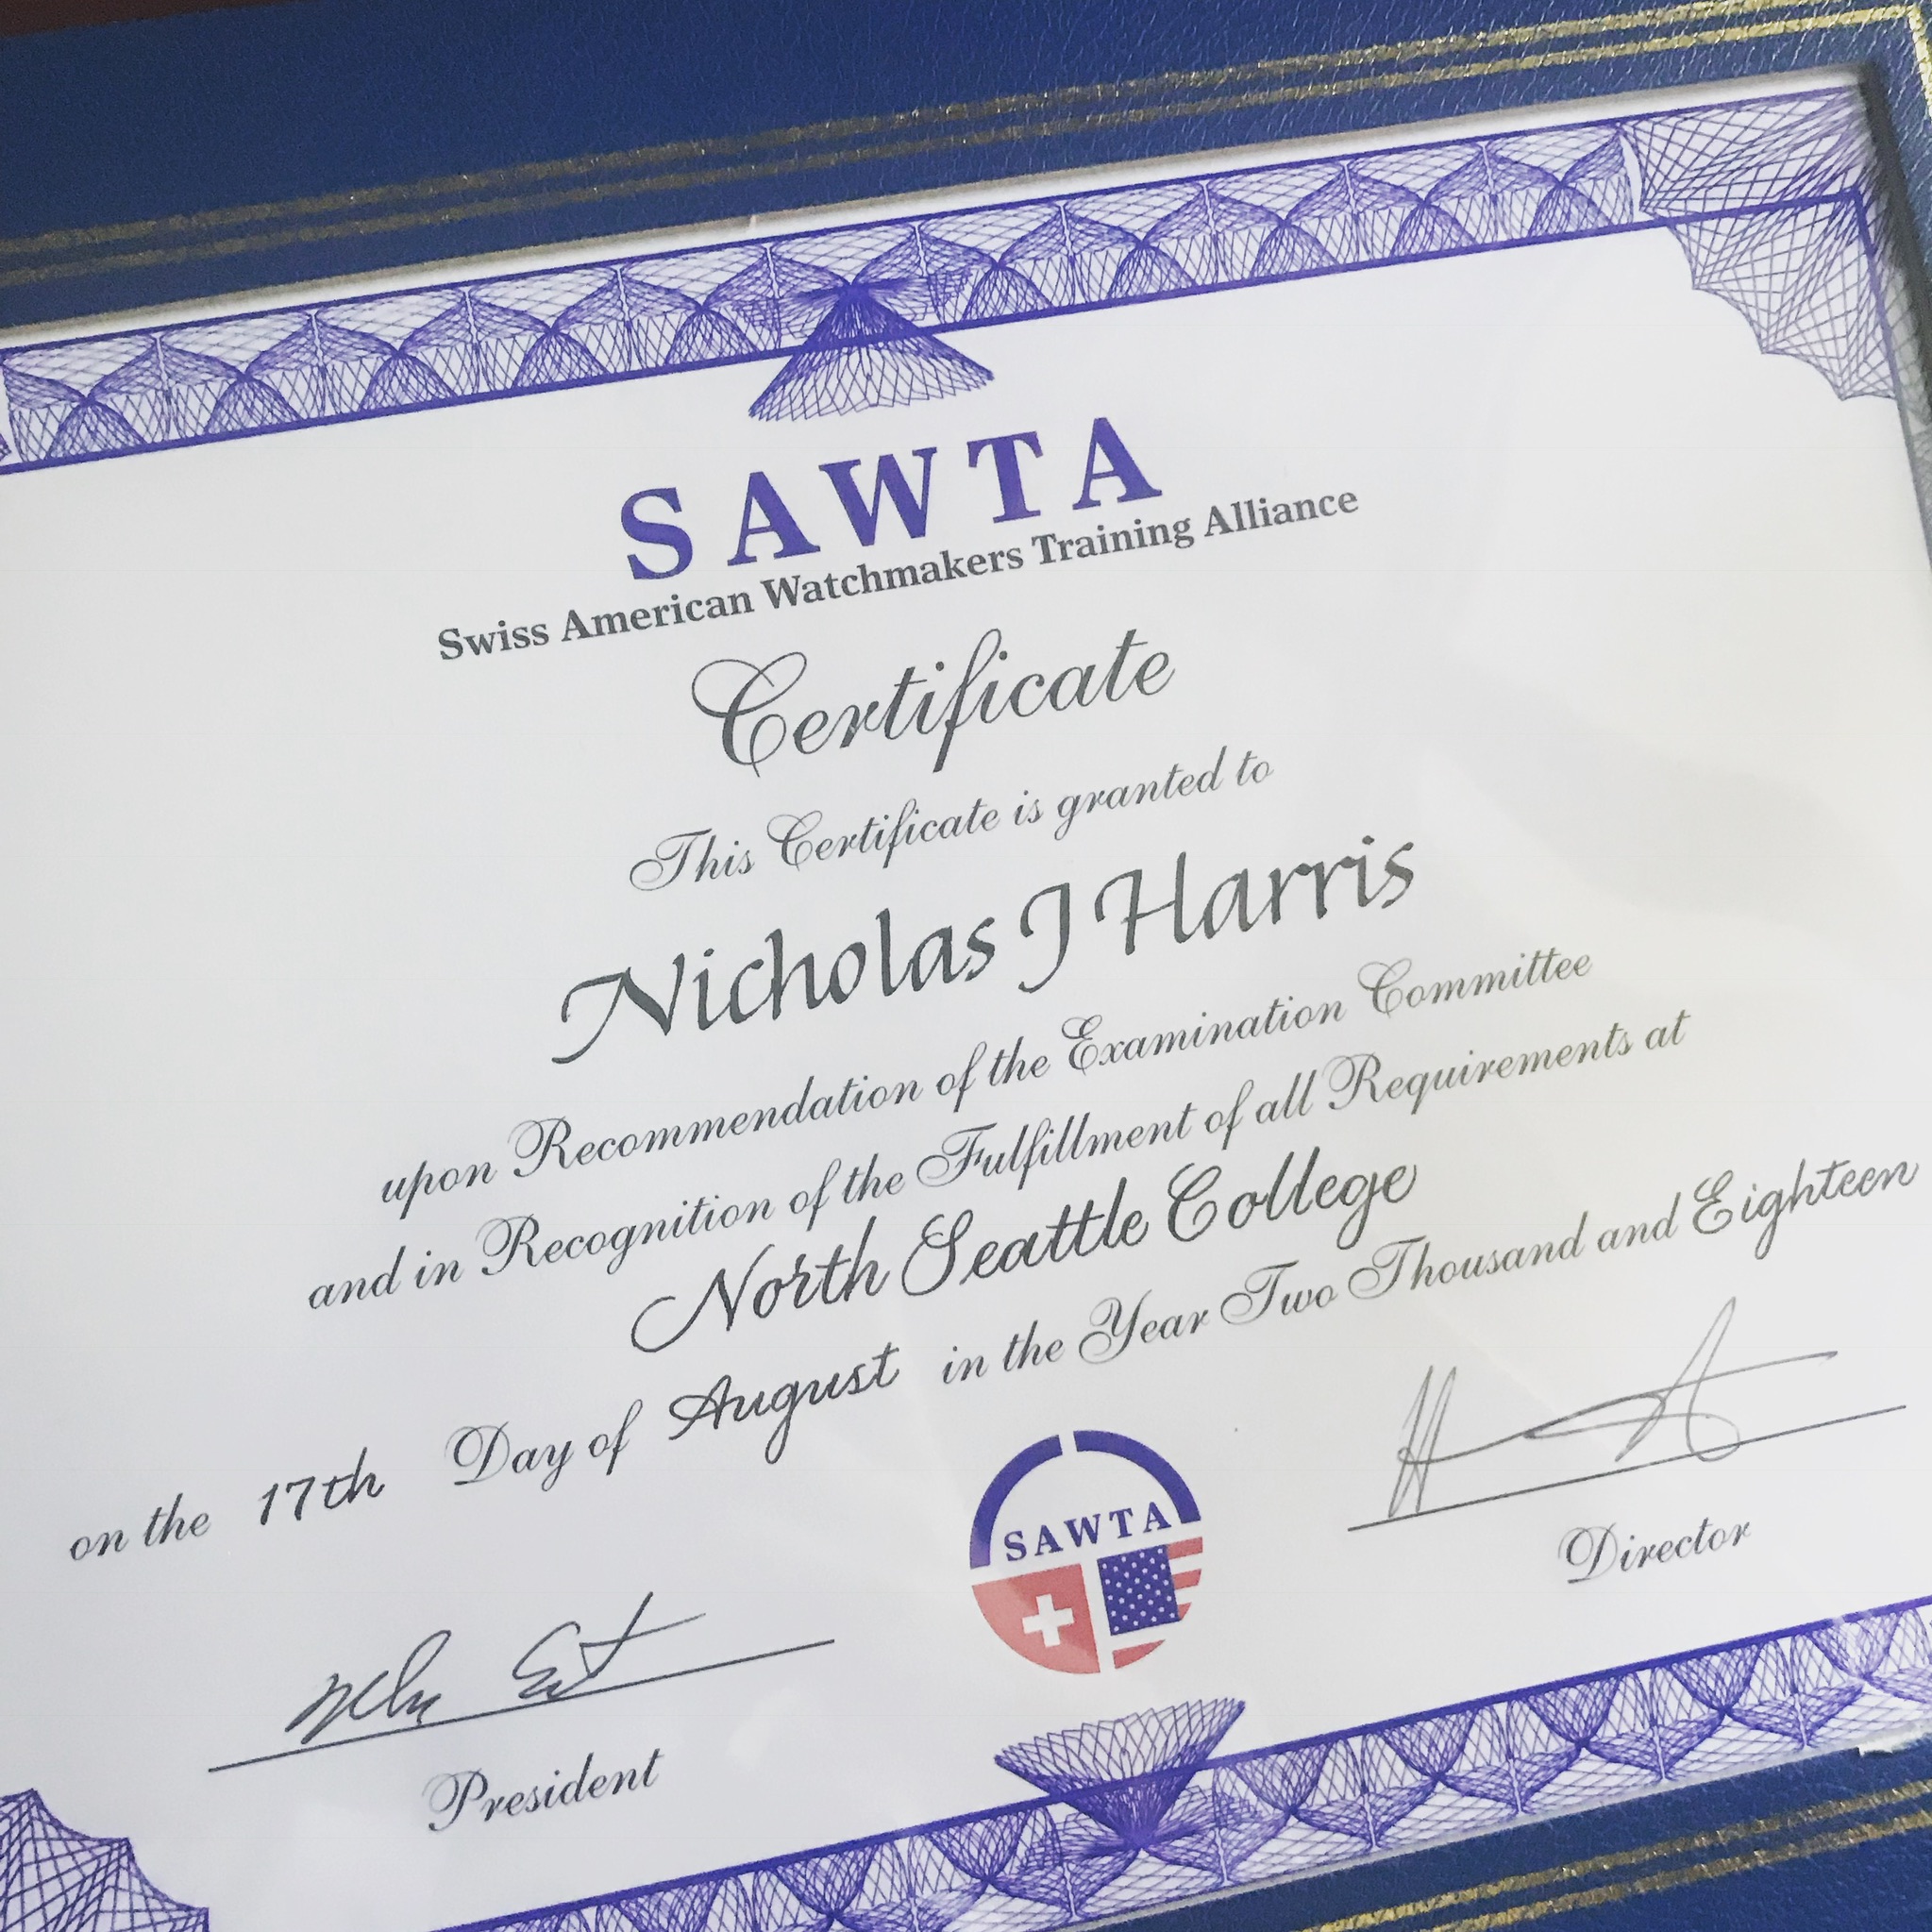 SAWTA
Swiss American Watchmakers Training Alliance
Certificate
This Certificate is granted to
Nicholas J Harris
upon Recommendation of the Examination Committee
and in Recognition of the Fulfillment of all Requirements at
North Seattle College
on the 17th Day of August in the Year Two Thousand and Eighteen
SAWTA
Director
President